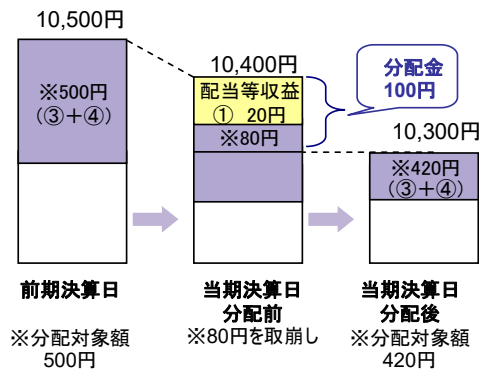 10,500円
※500円
(③+④)
10,400円
配当等収益
① 20円
※80円
分配金
100円
10,300円
※420円
(③+④)
前期決算日
※分配対象額
500円
当期決算日
分配前
※80円を取崩し
当期決算日
分配後
※分配対象額
420円